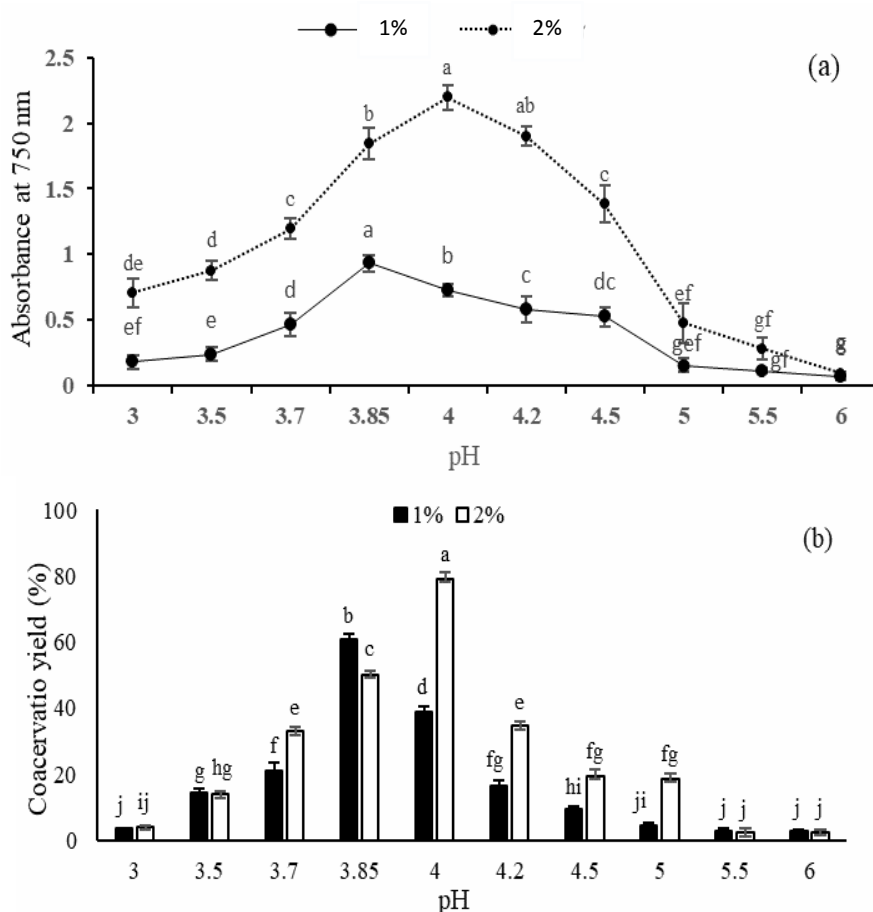 1% 2%
(a)
Absorbance at 750 nm
2.5
2
1.5
1
0.5
0
a
b
ab
c
c
d
de
ef
gf
g
a
b
c
dc
d
e
ef
gef
gf
g
3 3.5 3.7 3.85 4 4.2 4.5 5 5.5 6
pH
1% 2%
(b)
Coacervatio yield (%)
100
80
60
40
20
0
j ij g hg f e b c d a fg e hi fg ji fg j j j j
3 3.5 3.7 3.85 4 4.2 4.5 5 5.5 6
pH